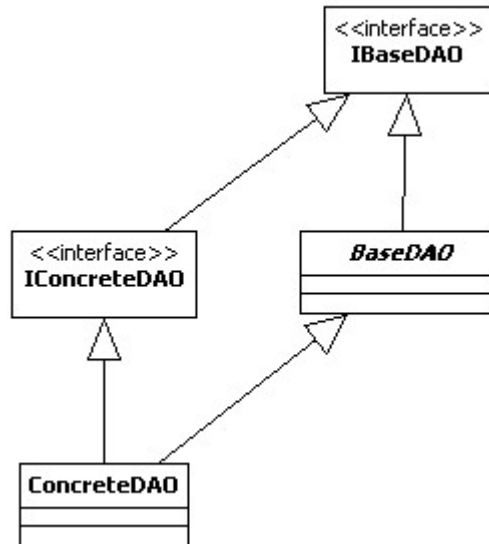 <<interface>>
IBaseDAO
<<interface>>
IConcreteDAO
BaseDAO
ConcreteDAO